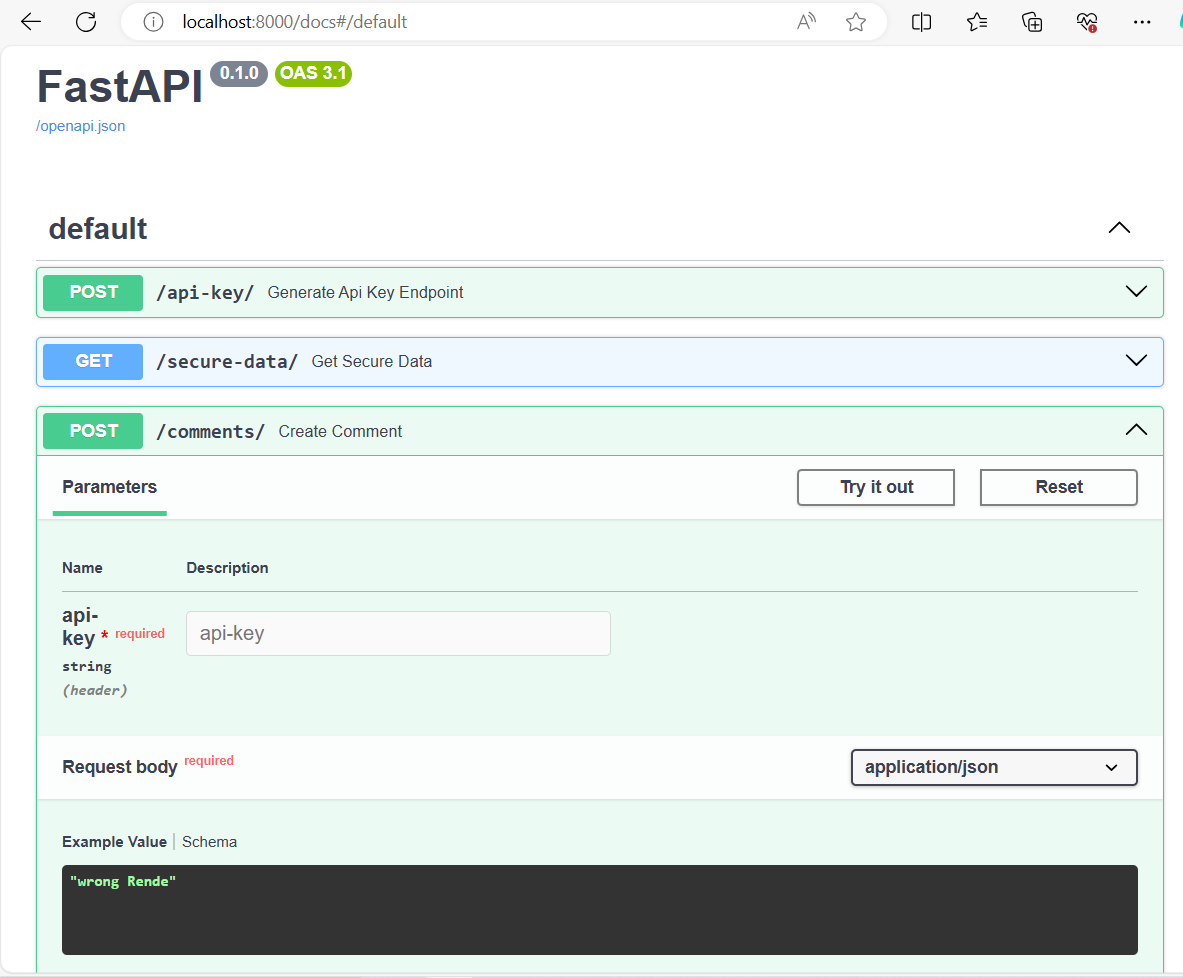 localhost:8000/docs#/default
FastAPI 0.1.0 OAS 3.1
/openapi.json
default
POST /api-key/ Generate Api Key Endpoint
GET /secure-data/ Get Secure Data
POST /comments/ Create Comment
Parameters Try it out Reset
Name Description
api-
key * required
api-key
string
(header)
Request body required application/json
Example Value Schema
"wrong Rende"